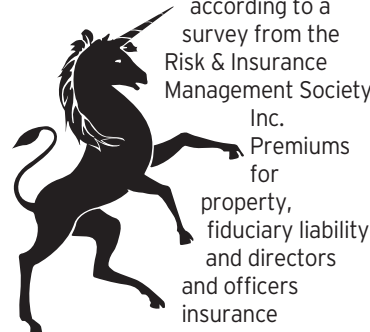 according to a
survey from the
Risk & Insurance
Management Society
Inc.
Premiums
for
property,
fiduciary liability
and directors
and officers
insurance